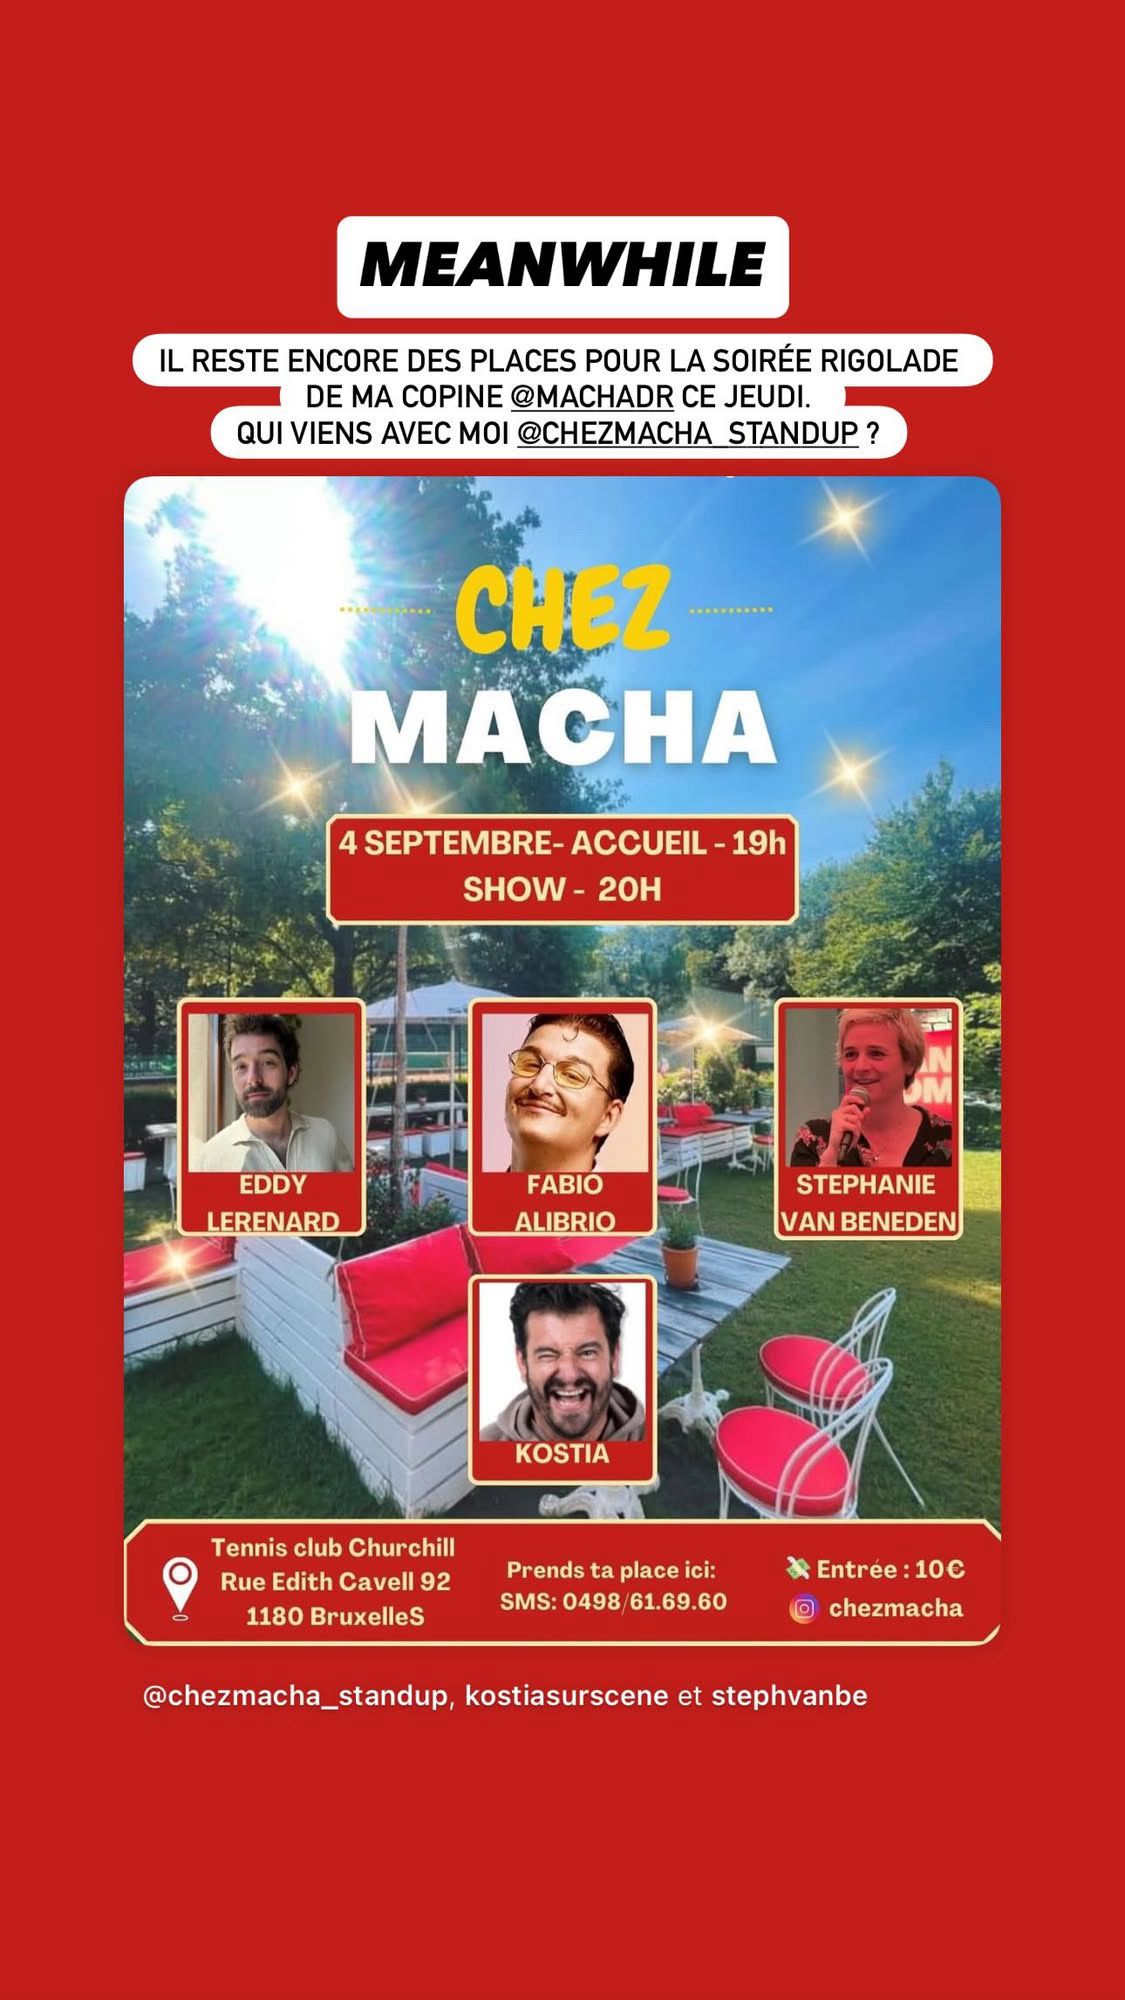 MEANWHILE
IL RESTE ENCORE DES PLACES POUR LA SOIRÉE RIGOLADE
DE MA COPINE @MACHADR CE JEUDI.
QUI VIENS AVEC MOI @CHEZMACHA_STANDUP ?
CHEZ
MACHA
4 SEPTEMBRE- ACCUEIL - 19h
SHOW - 20H
EDDY
LERENARD
FABIO
ALIBRIO
STEPHANIE
VAN BENEDEN
KOSTIA
Tennis club Churchill
Rue Edith Cavell 92
1180 BruxelleS
Prends ta place ici:
SMS: 0498/61.69.60
💸 Entrée : 10€
chezmacha
@chezmacha_standup, kostiasurscene et stephvanbe